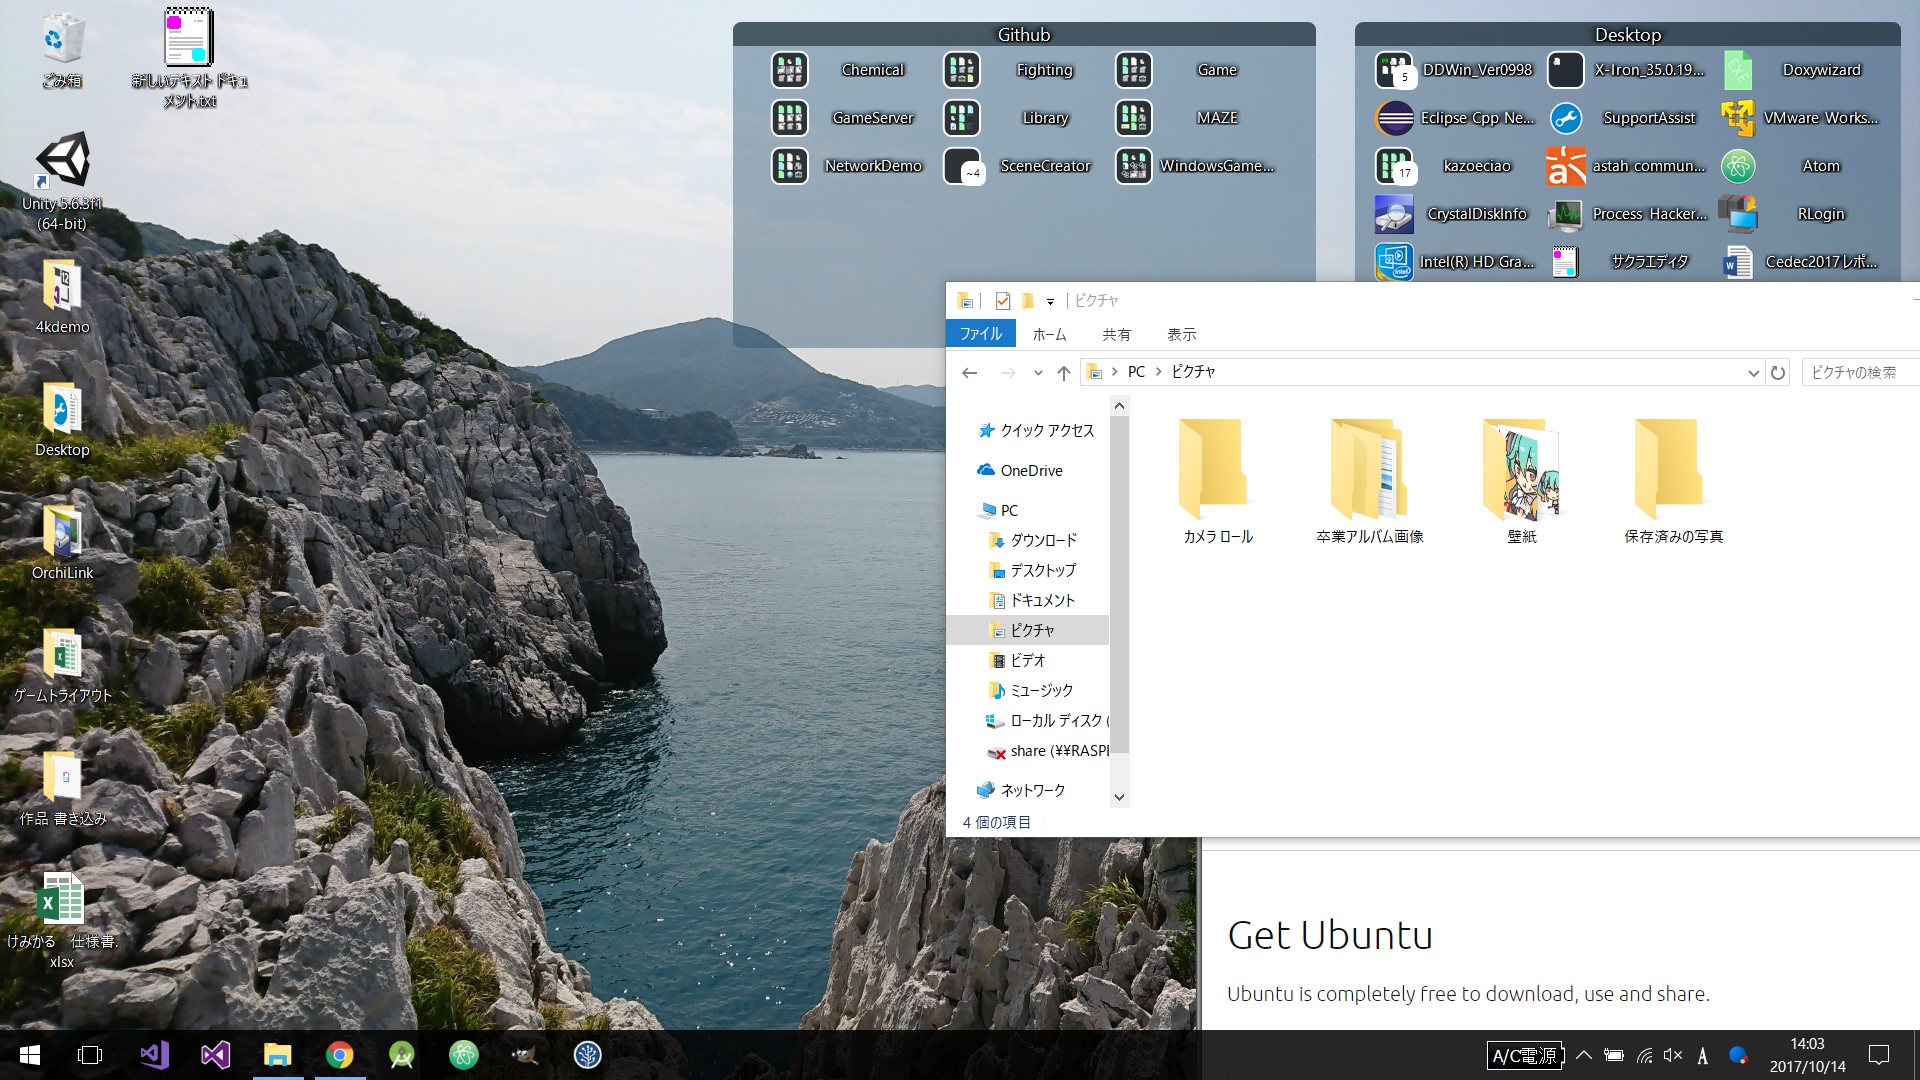 ごみ箱
新しいテキスト ドキュ
メント.txt
Unity 5.6.3f1
(64-bit)
4kdemo
Desktop
OrchiLink
ゲームトライアウト
作品 書き込み
けみかる　仕様書.
xlsx
Github
Chemical
Fighting
Game
GameServer
Library
MAZE
NetworkDemo
~4
SceneCreator
WindowsGame...
Desktop
5
DDWin_Ver0998
X-Iron_35.0.19...
Doxywizard
Eclipse Cpp Ne...
SupportAssist
VMware Works...
17
kazoeciao
astah commun...
Atom
CrystalDiskInfo
Process Hacker...
RLogin
Intel(R) HD Gra...
サクラエディタ
Cedec2017レポ...
ピクチャ
ファイル
ホーム
共有
表示
PC
ピクチャ
ピクチャの検索
クイック アクセス
OneDrive
PC
ダウンロード
デスクトップ
ドキュメント
ピクチャ
ビデオ
ミュージック
ローカル ディスク (
share (¥¥RASPE
ネットワーク
カメラ ロール
卒業アルバム画像
壁紙
保存済みの写真
4 個の項目
Get Ubuntu
Ubuntu is completely free to download, use and share.
A/C電源
A
14:03
2017/10/14